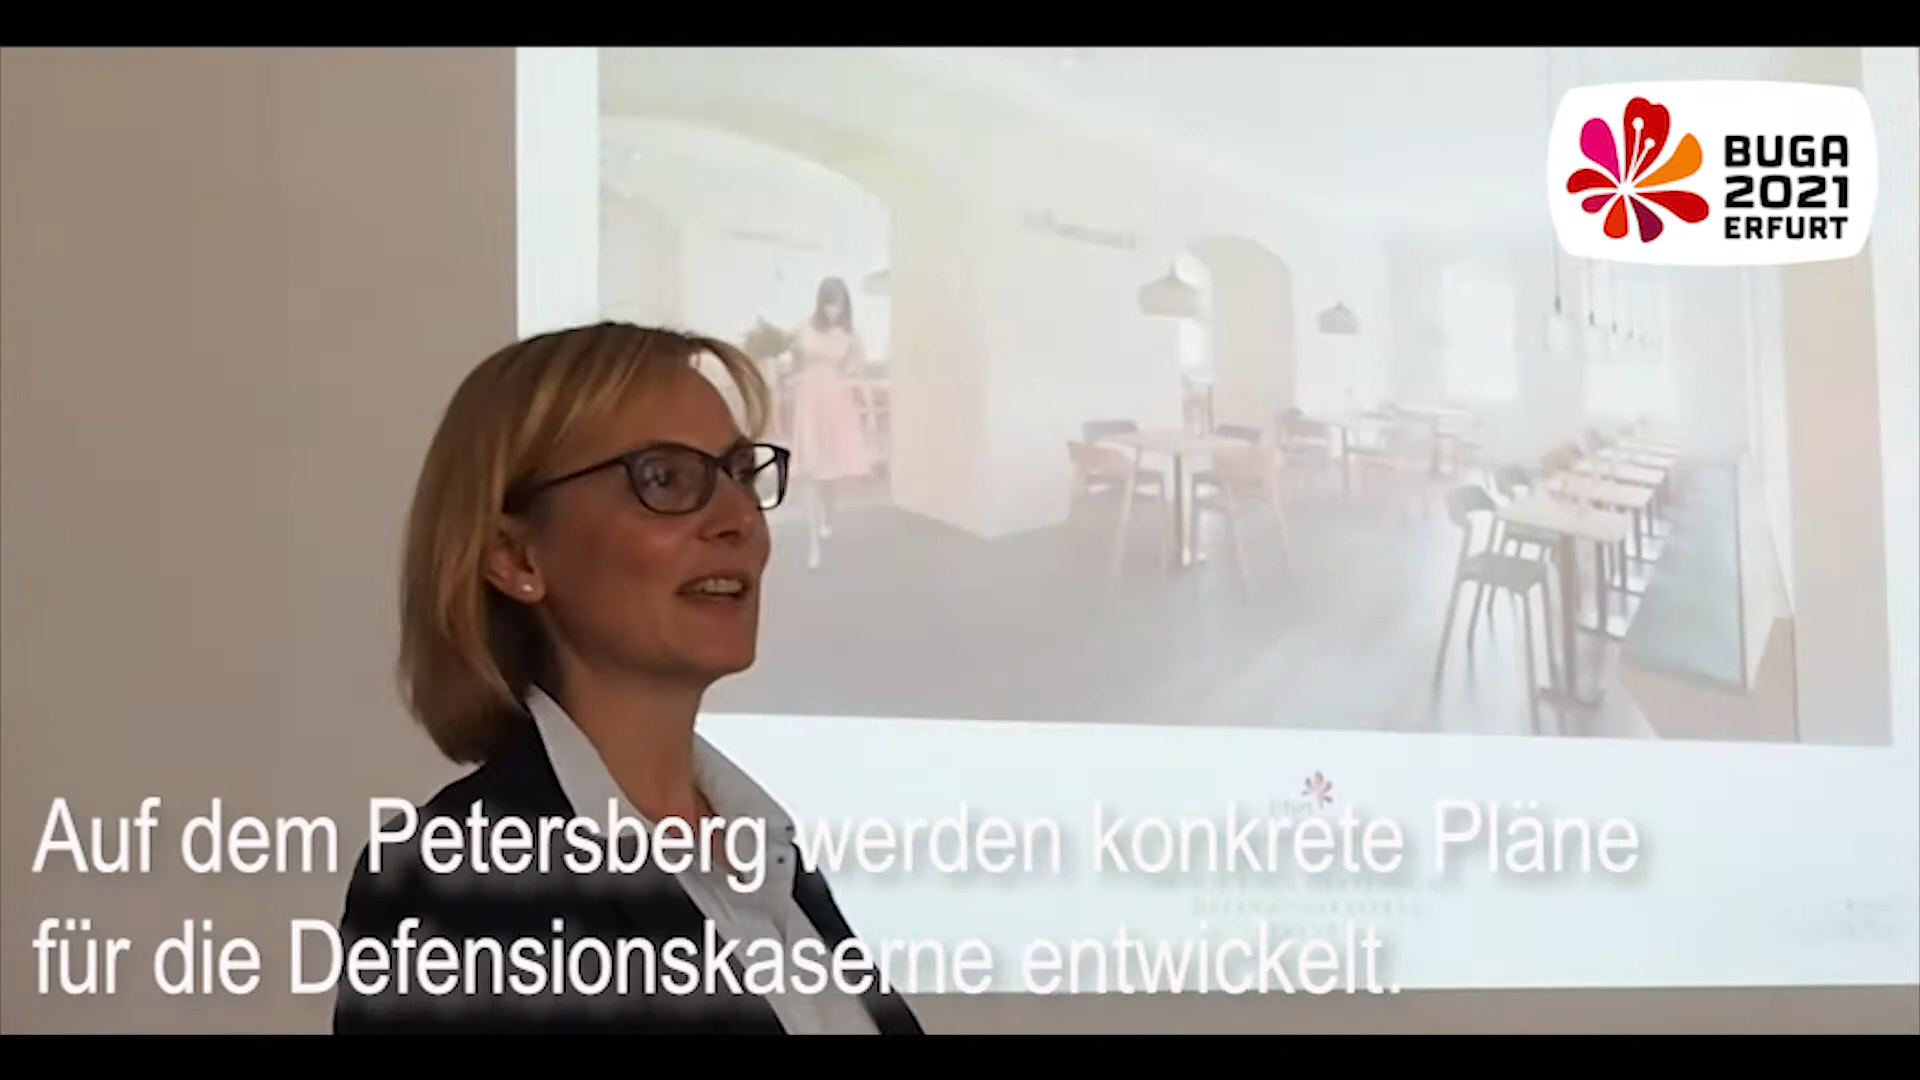 BUGA
2021
ERFURT
Auf dem Petersberg werden konkrete Pläne
für die Defensionskaserne entwickelt.